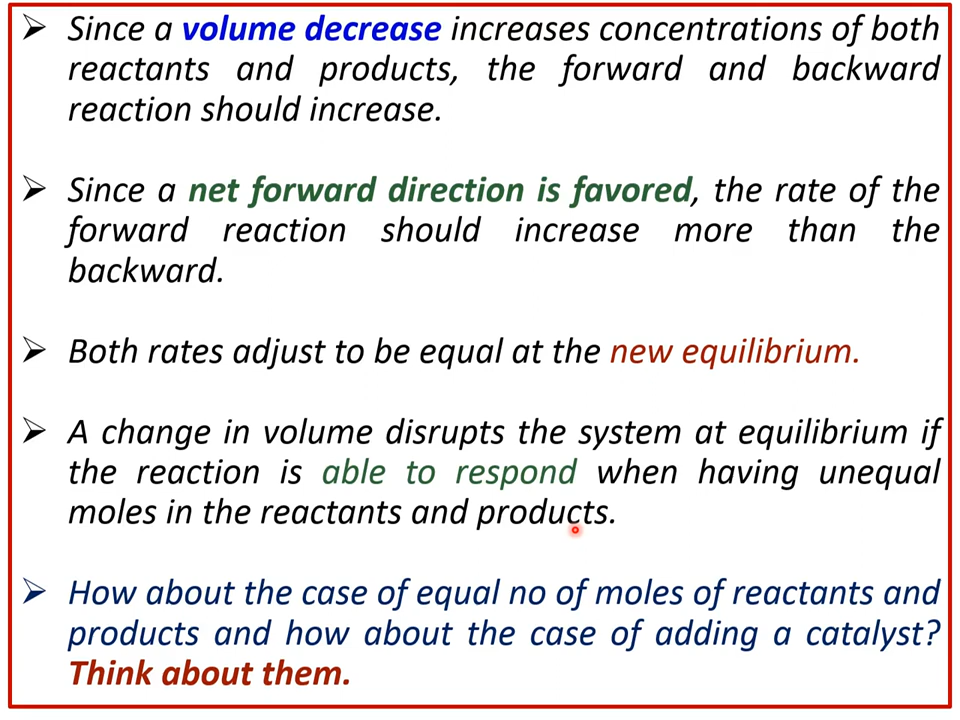 Since a volume decrease increases concentrations of both
reactants and products, the forward and backward
reaction should increase.
Since a net forward direction is favored, the rate of the
forward reaction should increase more than the
backward.
Both rates adjust to be equal at the new equilibrium.
A change in volume disrupts the system at equilibrium if
the reaction is able to respond when having unequal
moles in the reactants and products.
How about the case of equal no of moles of reactants and
products and how about the case of adding a catalyst?
Think about them.